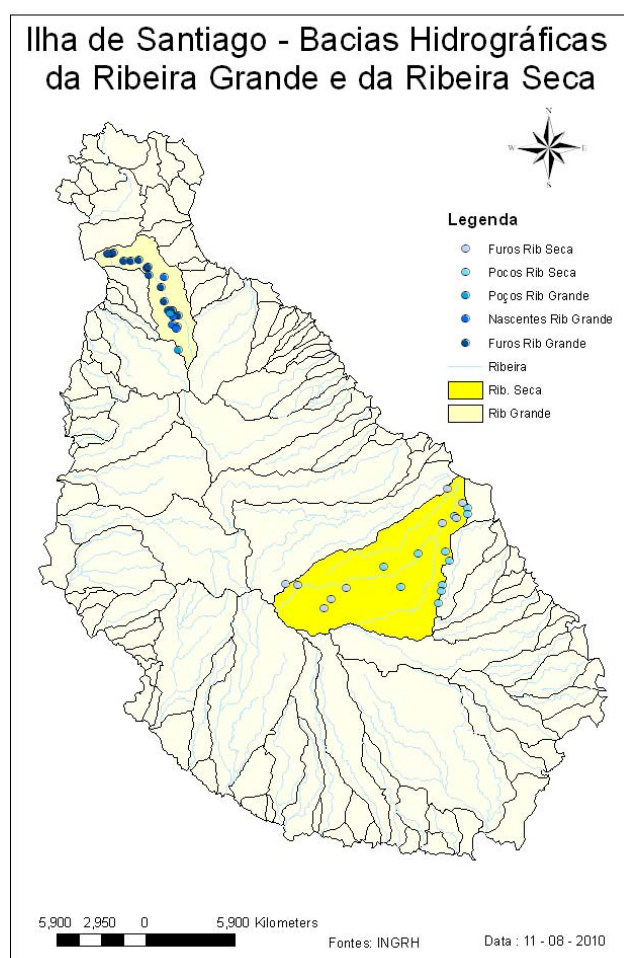 Ilha de Santiago - Bacias Hidrográficas
da Ribeira Grande e da Ribeira Seca
N
W E
S
Legenda
Furos Rib Seca
Pocos Rib Seca
Poços Rib Grande
Nascentes Rib Grande
Furos Rib Grande
Ribeira
Rib. Seca
Rib Grande
5,900 2,950 0 5,900 Kilometers
Fontes: INGRH
Data : 11 - 08 - 2010